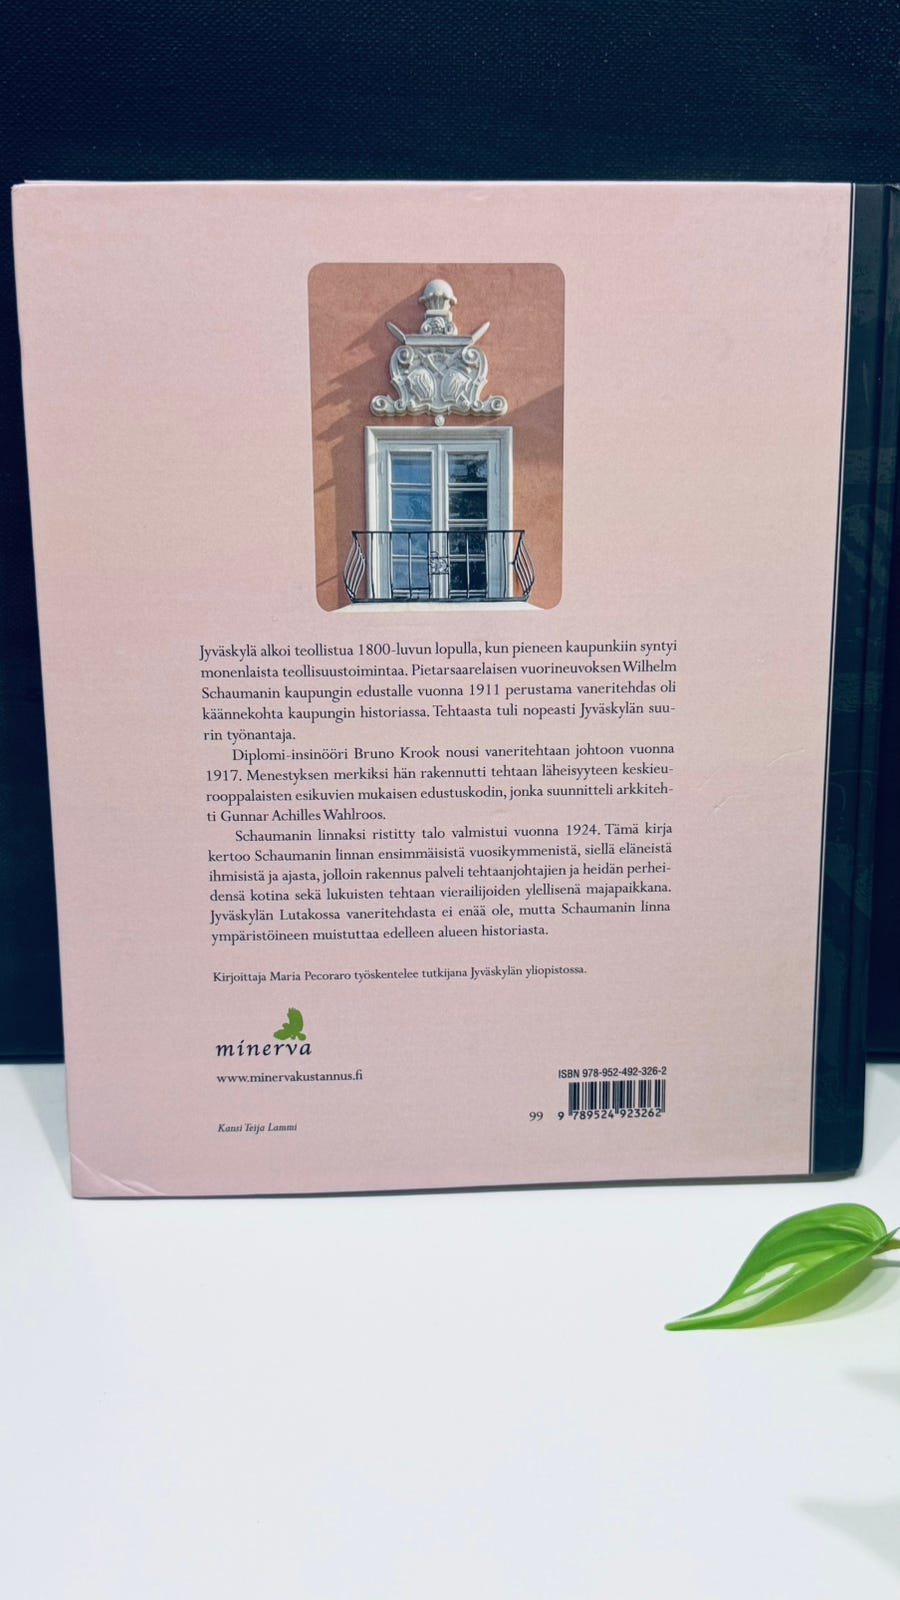 Jyväskylä alkoi teollistua 1800-luvun lopulla, kun pieneen kaupunkiin syntyi
monenlaista teollisuustoimintaa. Pietarsaarelaisen vuorineuvoksen Wilhelm
Schaumanin kaupungin edustalle vuonna 1911 perustama vaneritehdas oli
käännekohta kaupungin historiassa. Tehtaasta tuli nopeasti Jyväskylän suu-
rin työnantaja.
Diplomi-insinööri Bruno Krook nousi vaneritehtaan johtoon vuonna
1917. Menestyksen merkiksi hän rakennutti tehtaan läheisyyteen keskieu-
rooppalaisten esikuvien mukaisen edustuskodin, jonka suunnitteli arkkiteh-
ti Gunnar Achilles Wahlroos.
Schaumanin linnaksi ristitty talo valmistui vuonna 1924. Tämä kirja
kertoo Schaumanin linnan ensimmäisistä vuosikymmenistä, siellä eläneistä
ihmisistä ja ajasta, jolloin rakennus palveli tehtaanjohtajien ja heidän perhei-
densä kotina sekä lukuisten tehtaan vierailijoiden ylellisenä majapaikkana.
Jyväskylän Lutakossa vaneritehdasta ei enää ole, mutta Schaumanin linna
ympäristöineen muistuttaa edelleen alueen historiasta.
Kirjoittaja Maria Pecoraro työskentelee tutkijana Jyväskylän yliopistossa.
minerva
www.minervakustannus.fi
Kansi Teija Lammi
ISBN 978-952-492-326-2
99 9 789524 923262